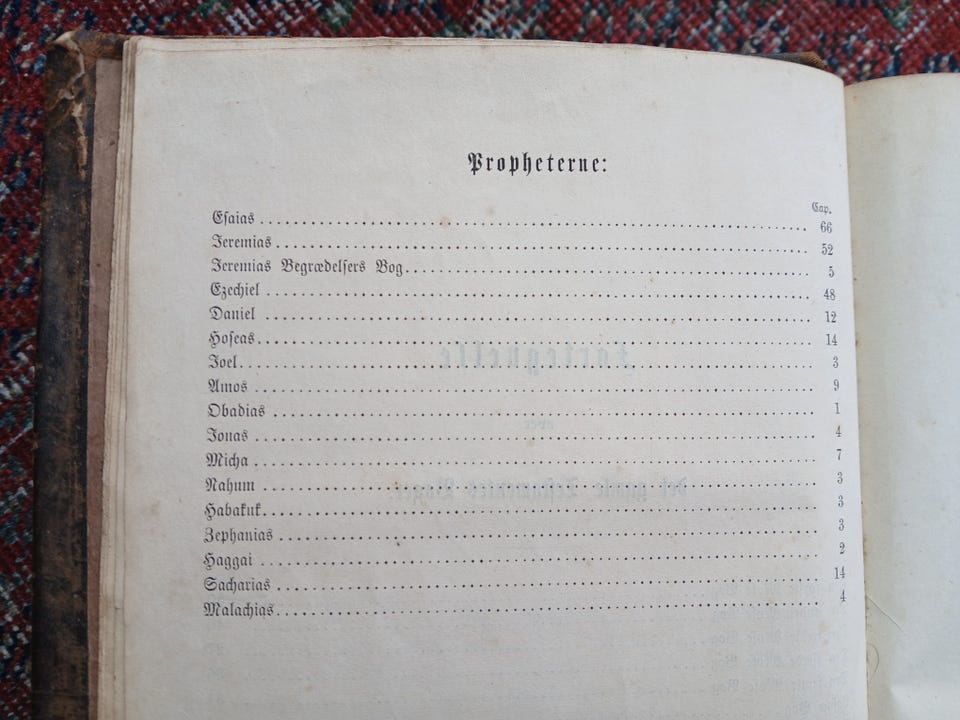 Propheterne:
Cap.
Esaias 66
Jeremias 52
Jeremias Begrædelsers Bog 5
Ezechiel 48
Daniel 12
Hoseas 14
Joel 3
Amos 9
Obadias 1
Jonas 4
Micha 7
Nahum 3
Habakuk 3
Zephanias 3
Haggai 2
Sacharias 14
Malachias 4